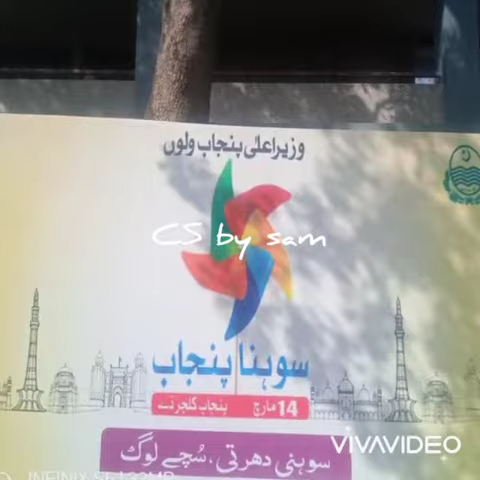 وزیراعلیٰ پنجاب ولوں
CS by sam
سوہنا پنجاب
14 مارچ پنجاب کلچر ڈے
سوہنی دھرتی، سُچے لوگ
VIVAVIDEO